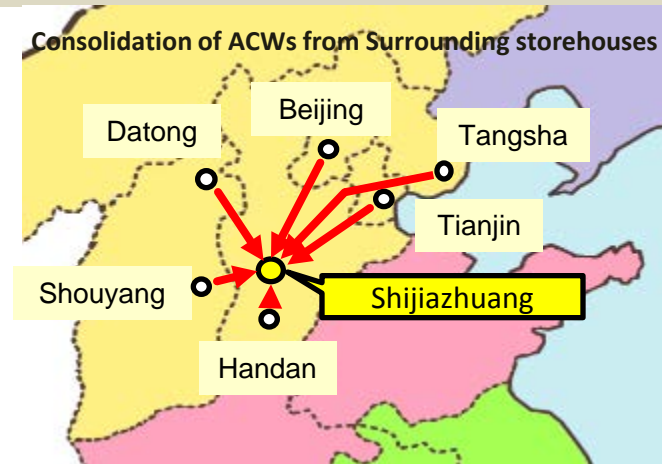 Consolidation of ACWs from Surrounding storehouses
Beijing
Datong
Tangsha
Tianjin
Shouyang
Shijiazhuang
Handan